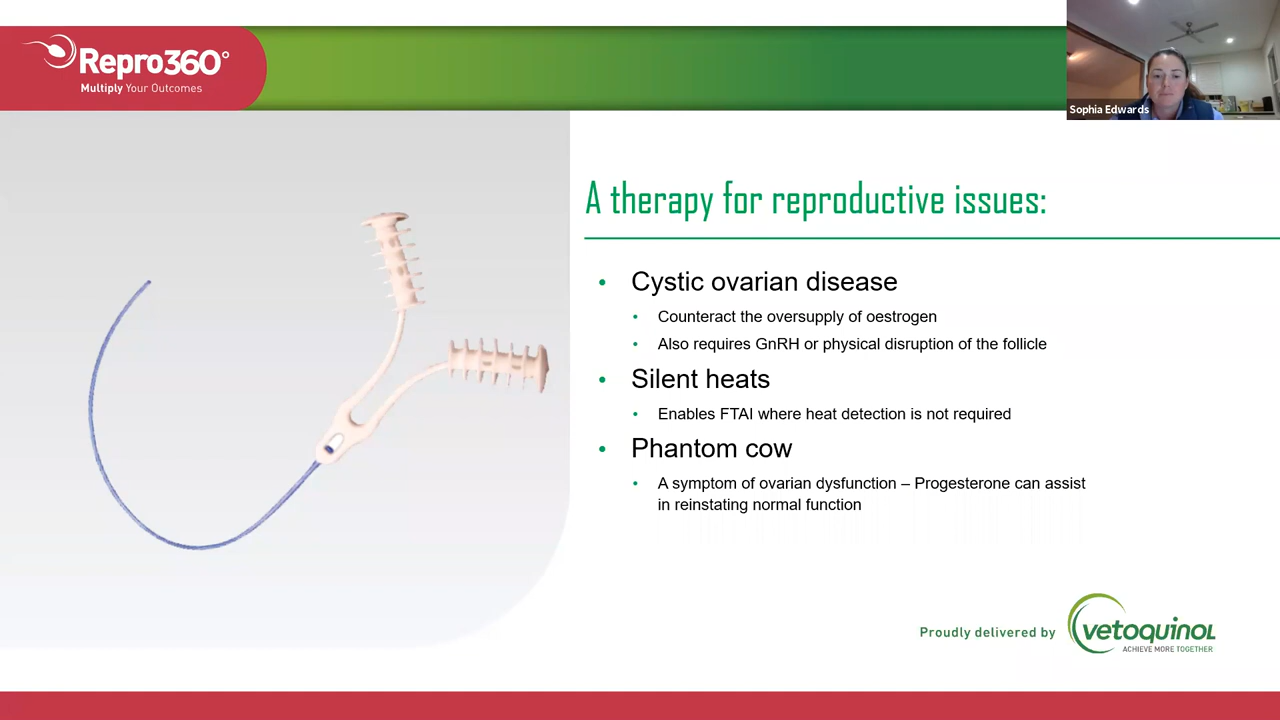 Repro360°
Multiply Your Outcomes
Sophia Edwards
A therapy for reproductive issues:
• Cystic ovarian disease
• Counteract the oversupply of oestrogen
• Also requires GnRH or physical disruption of the follicle
• Silent heats
• Enables FTAI where heat detection is not required
• Phantom cow
• A symptom of ovarian dysfunction – Progesterone can assist
in reinstating normal function
Proudly delivered by
vetoquinol
ACHIEVE MORE TOGETHER